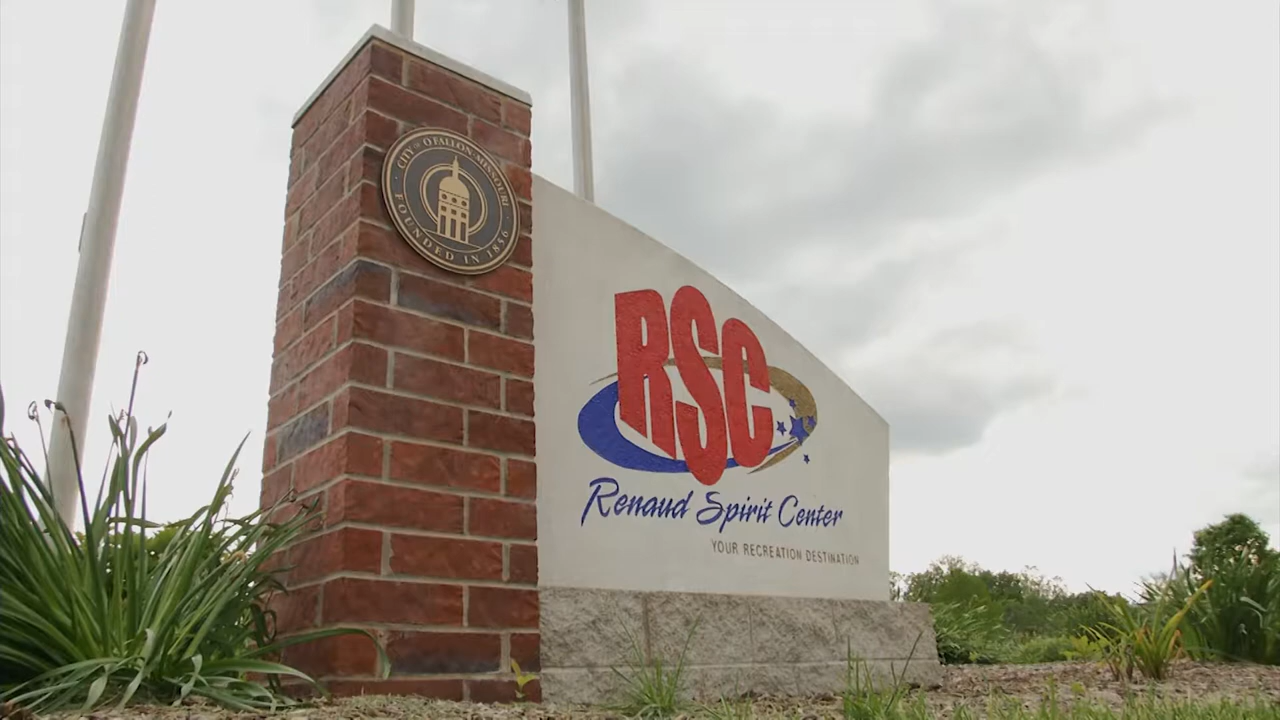 CITY OF O'FALLON MISSOURI
FOUNDED IN 1856
RSC
Renaud Spirit Center
YOUR RECREATION DESTINATION